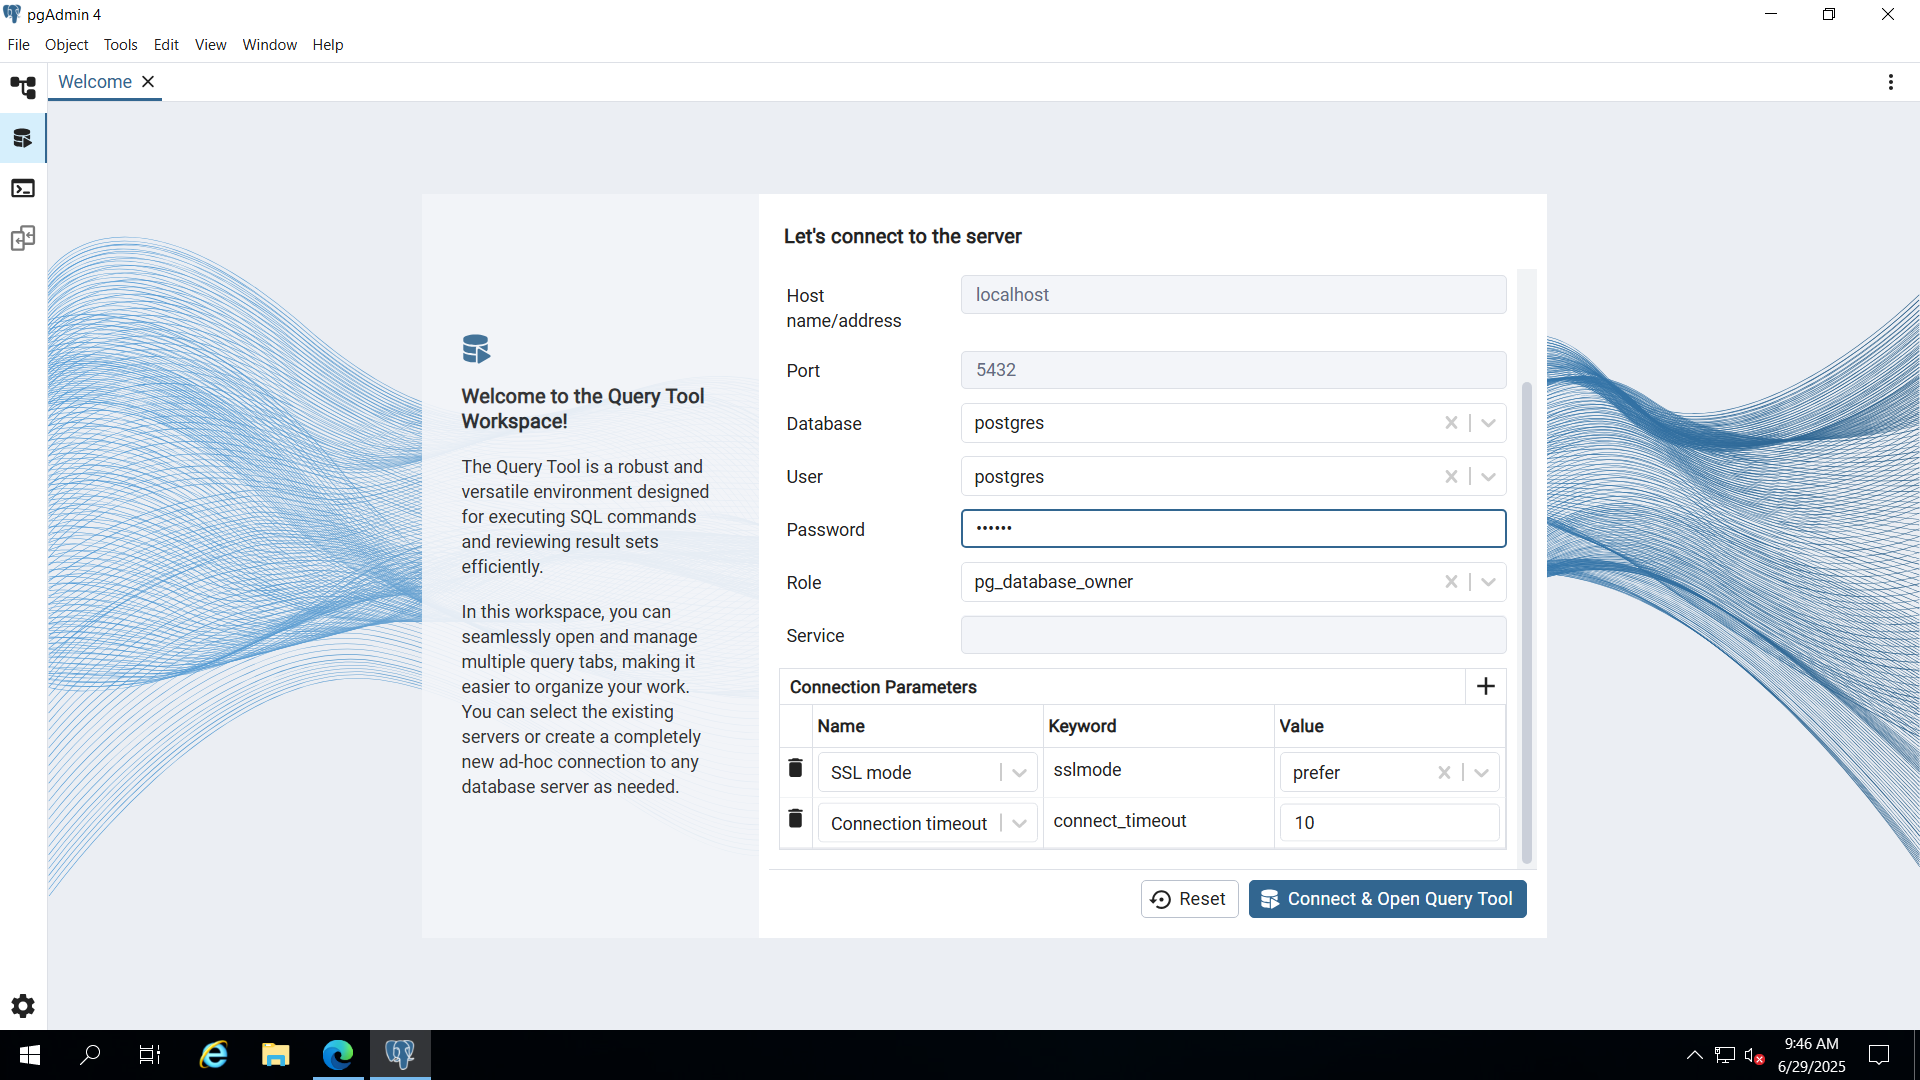 pgAdmin 4
File Object Tools Edit View Window Help
Welcome
Welcome to the Query Tool
Workspace!
The Query Tool is a robust and
versatile environment designed
for executing SQL commands
and reviewing result sets
efficiently.
In this workspace, you can
seamlessly open and manage
multiple query tabs, making it
easier to organize your work.
You can select the existing
servers or create a completely
new ad-hoc connection to any
database server as needed.
Let's connect to the server
Host
name/address
localhost
Port 5432
Database postgres
User postgres
Password ••••••
Role pg_database_owner
Service
Connection Parameters
Name Keyword Value
SSL mode sslmode prefer
Connection timeout connect_timeout 10
Reset Connect & Open Query Tool
9:46 AM
6/29/2025